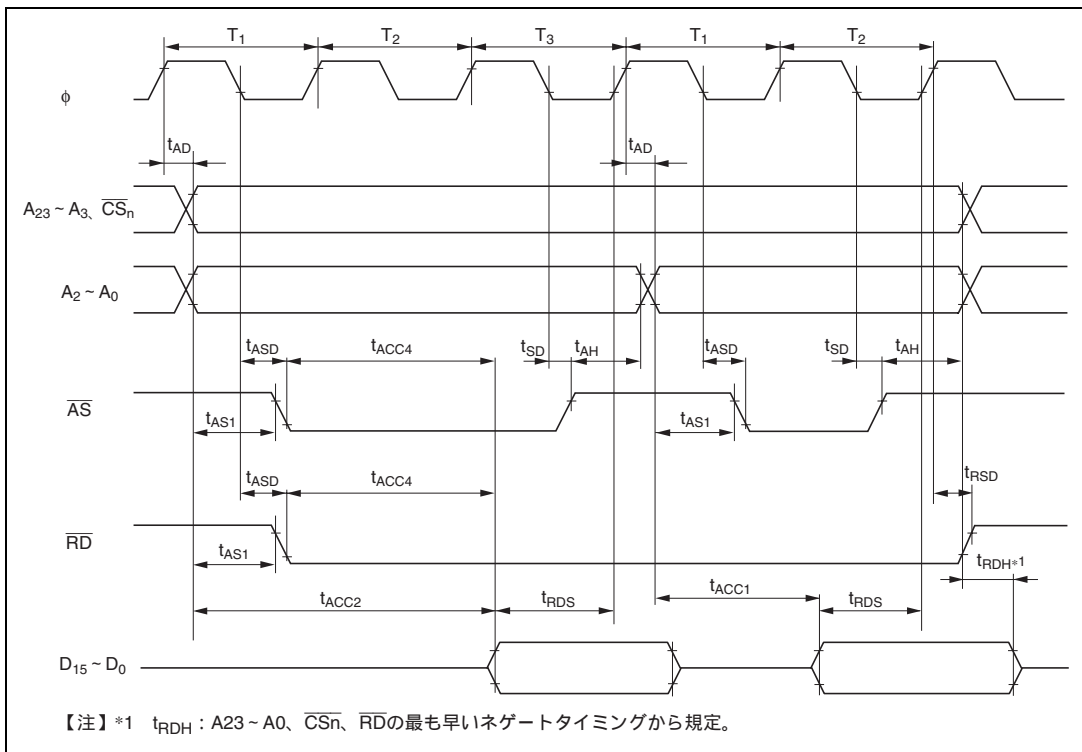 T1 T2 T3 T1 T2
φ
tAD tAD
A23 ~ A3、CSn
A2 ~ A0
tASD tACC4 tSD tAH tASD tSD tAH
AS
tAS1 tAS1
tASD tACC4 tRSD
RD
tAS1 tRDH*1
tACC2 tRDS tACC1 tRDS
D15 ~ D0
【注】*1 tRDH : A23 ~ A0、CSn、RDの最も早いネゲートタイミングから規定。